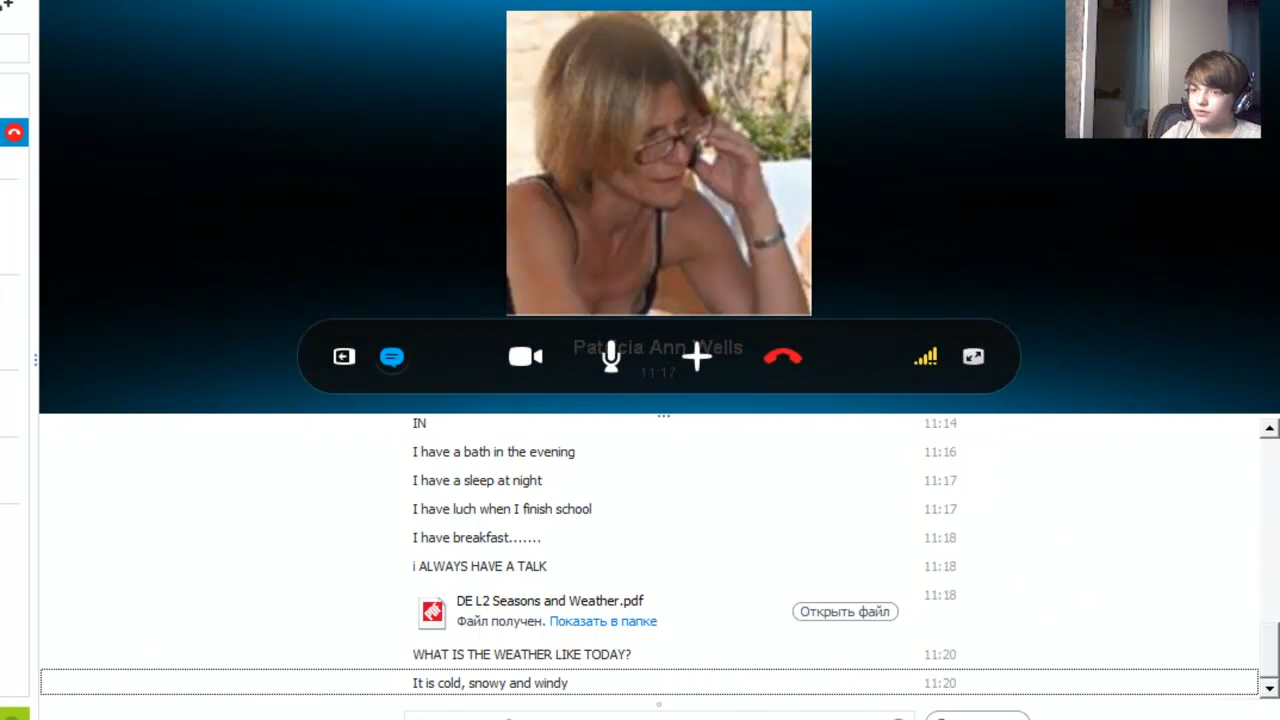 Patricia Ann Wells
11:17
IN 11:14
I have a bath in the evening 11:16
I have a sleep at night 11:17
I have luch when I finish school 11:17
I have breakfast....... 11:18
i ALWAYS HAVE A TALK 11:18
DE L2 Seasons and Weather.pdf 11:18
Файл получен. Показать в папке Открыть файл
WHAT IS THE WEATHER LIKE TODAY? 11:20
It is cold, snowy and windy 11:20